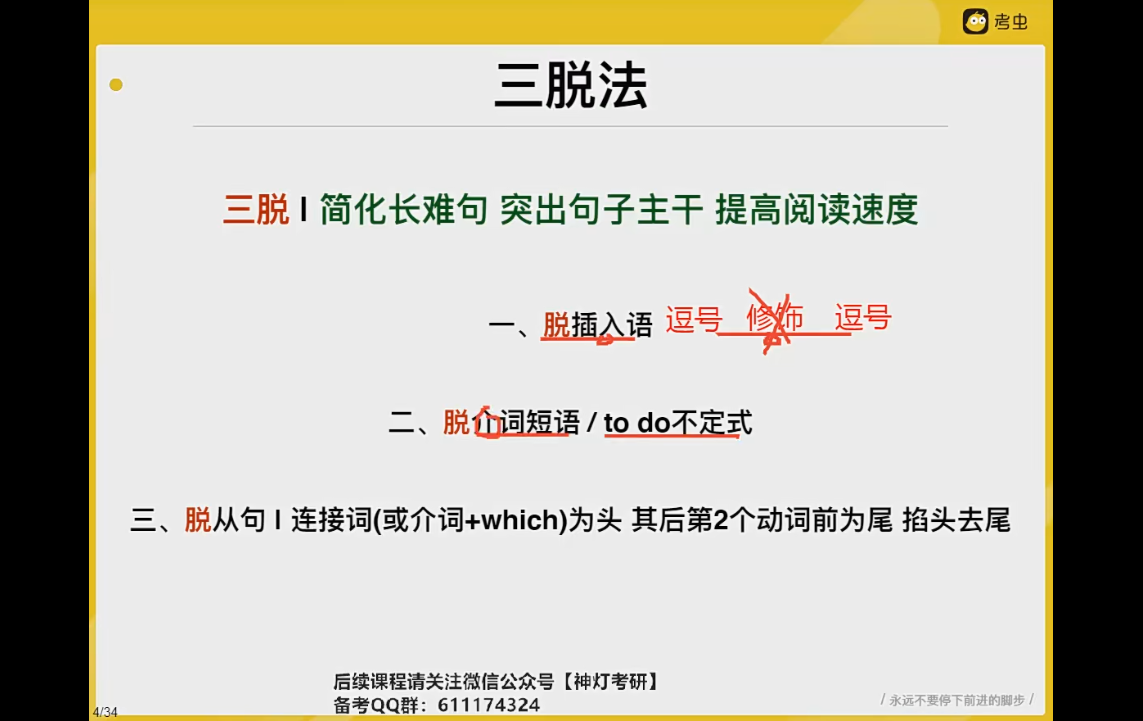 考虫
三脱法
三脱 | 简化长难句 突出句子主干 提高阅读速度
一、脱插入语 逗号 修饰 逗号
二、脱介词短语 / to do不定式
三、脱从句 | 连接词(或介词+which)为头 其后第2个动词前为尾 掐头去尾
后续课程请关注微信公众号【神灯考研】
备考QQ群：611174324
/ 永远不要停下前进的脚步 /
4/34